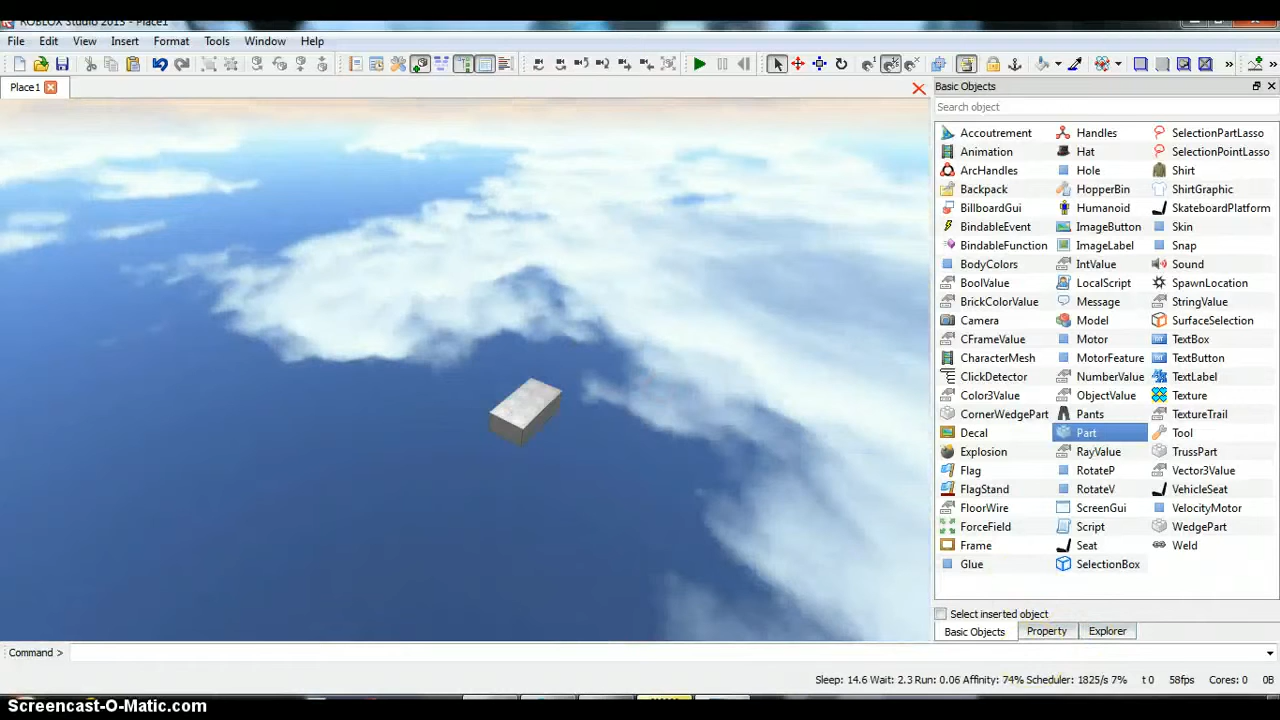 ROBLOX Studio 2013 - Place1
File Edit View Insert Format Tools Window Help
Place1
Basic Objects
Search object
Accoutrement Handles SelectionPartLasso
Animation Hat SelectionPointLasso
ArcHandles Hole Shirt
Backpack HopperBin ShirtGraphic
BillboardGui Humanoid SkateboardPlatform
BindableEvent ImageButton Skin
BindableFunction ImageLabel Snap
BodyColors IntValue Sound
BoolValue LocalScript SpawnLocation
BrickColorValue Message StringValue
Camera Model SurfaceSelection
CFrameValue Motor TextBox
CharacterMesh MotorFeature TextButton
ClickDetector NumberValue TextLabel
Color3Value ObjectValue Texture
CornerWedgePart Pants TextureTrail
Decal Part Tool
Explosion RayValue TrussPart
Flag RotateP Vector3Value
FlagStand RotateV VehicleSeat
FloorWire ScreenGui VelocityMotor
ForceField Script WedgePart
Frame Seat Weld
Glue SelectionBox
Select inserted object
Basic Objects Property Explorer
Command >
Sleep: 14.6 Wait: 2.3 Run: 0.06 Affinity: 74% Scheduler: 1825/s 7% t 0 58fps Cores: 0 0B
Screencast-O-Matic.com